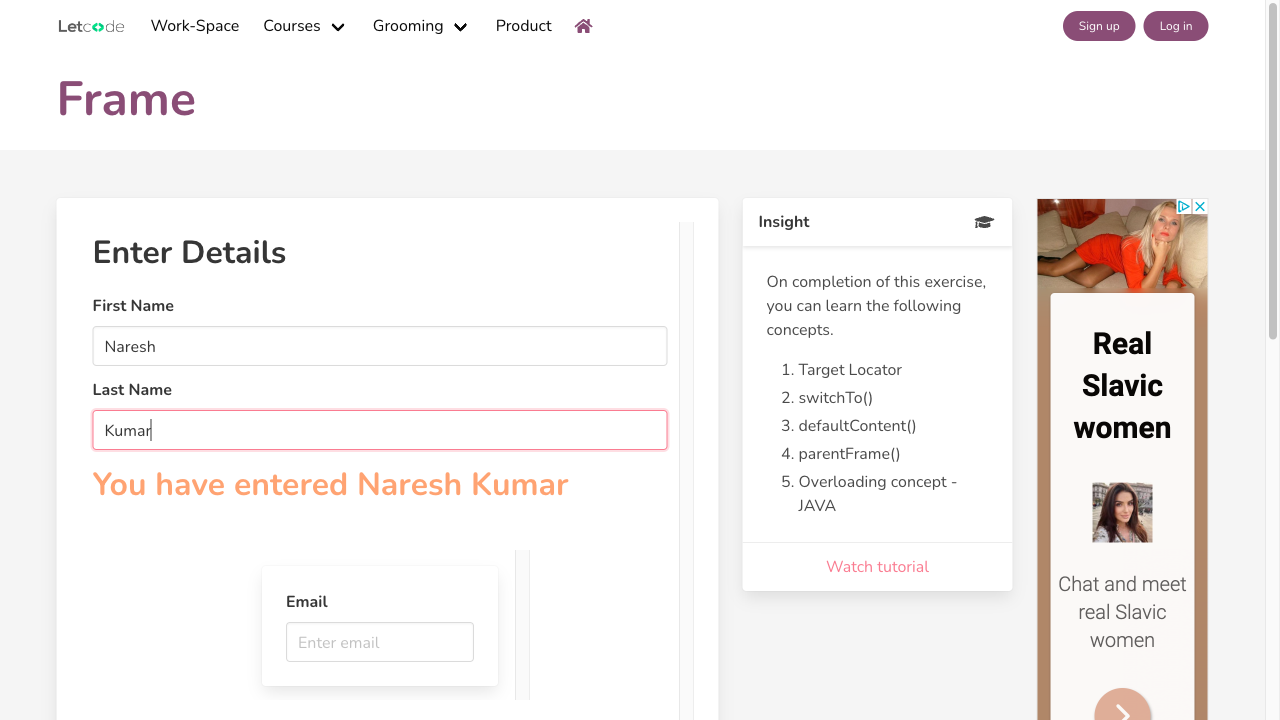 Letcode Work-Space Courses Grooming Product Sign up Log in
Frame
Enter Details
First Name
Naresh
Last Name
Kumar
You have entered Naresh Kumar
Email
Enter email
Insight
On completion of this exercise,
you can learn the following
concepts.
1. Target Locator
2. switchTo()
3. defaultContent()
4. parentFrame()
5. Overloading concept -
JAVA
Watch tutorial
Real
Slavic
women
Chat and meet
real Slavic
women